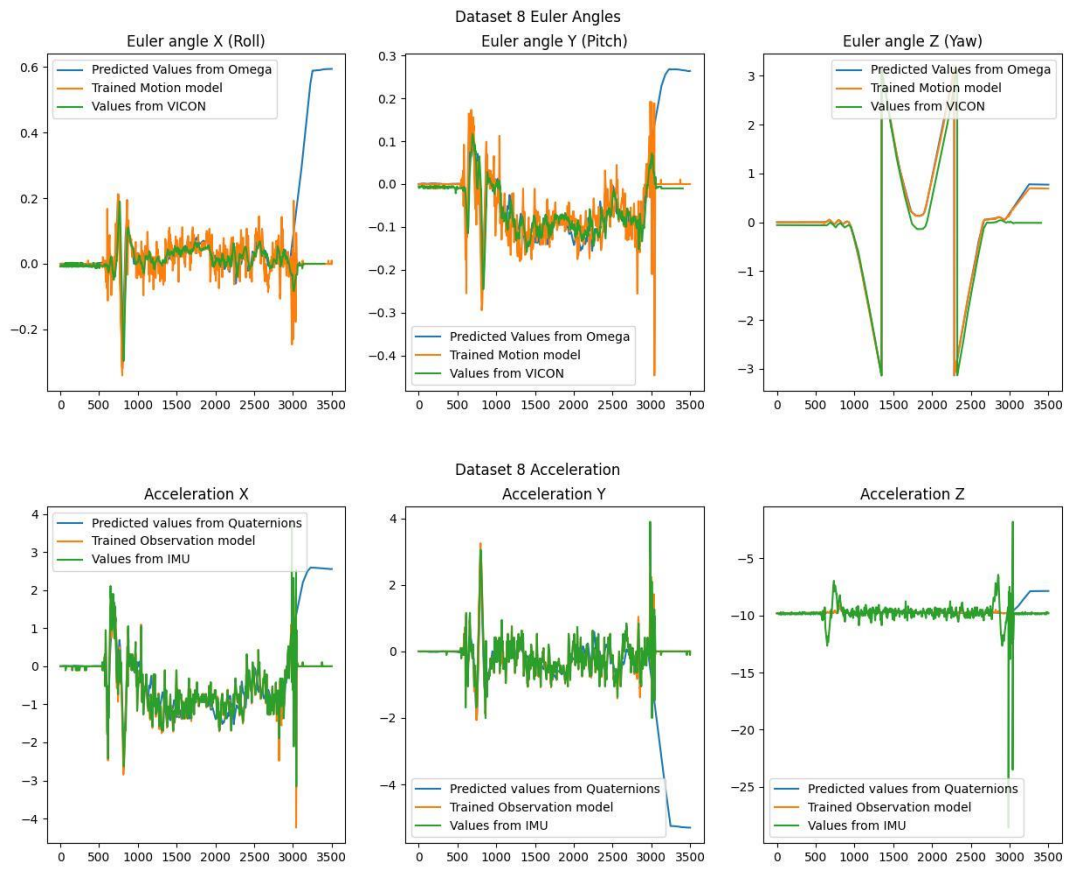 Dataset 8 Euler Angles
Euler angle X (Roll)
Predicted Values from Omega
Trained Motion model
Values from VICON
0.6
0.4
0.2
0.0
−0.2
0 500 1000 1500 2000 2500 3000 3500
Euler angle Y (Pitch)
0.3
0.2
0.1
0.0
−0.1
−0.2
−0.3
−0.4
Predicted Values from Omega
Trained Motion model
Values from VICON
0 500 1000 1500 2000 2500 3000 3500
Euler angle Z (Yaw)
Predicted Values from Omega
Trained Motion model
Values from VICON
3
2
1
0
−1
−2
−3
0 500 1000 1500 2000 2500 3000 3500
Dataset 8 Acceleration
Acceleration X
Predicted values from Quaternions
Trained Observation model
Values from IMU
4
3
2
1
0
−1
−2
−3
−4
0 500 1000 1500 2000 2500 3000 3500
Acceleration Y
4
2
0
−2
−4
Predicted values from Quaternions
Trained Observation model
Values from IMU
0 500 1000 1500 2000 2500 3000 3500
Acceleration Z
−5
−10
−15
−20
−25
Predicted values from Quaternions
Trained Observation model
Values from IMU
0 500 1000 1500 2000 2500 3000 3500